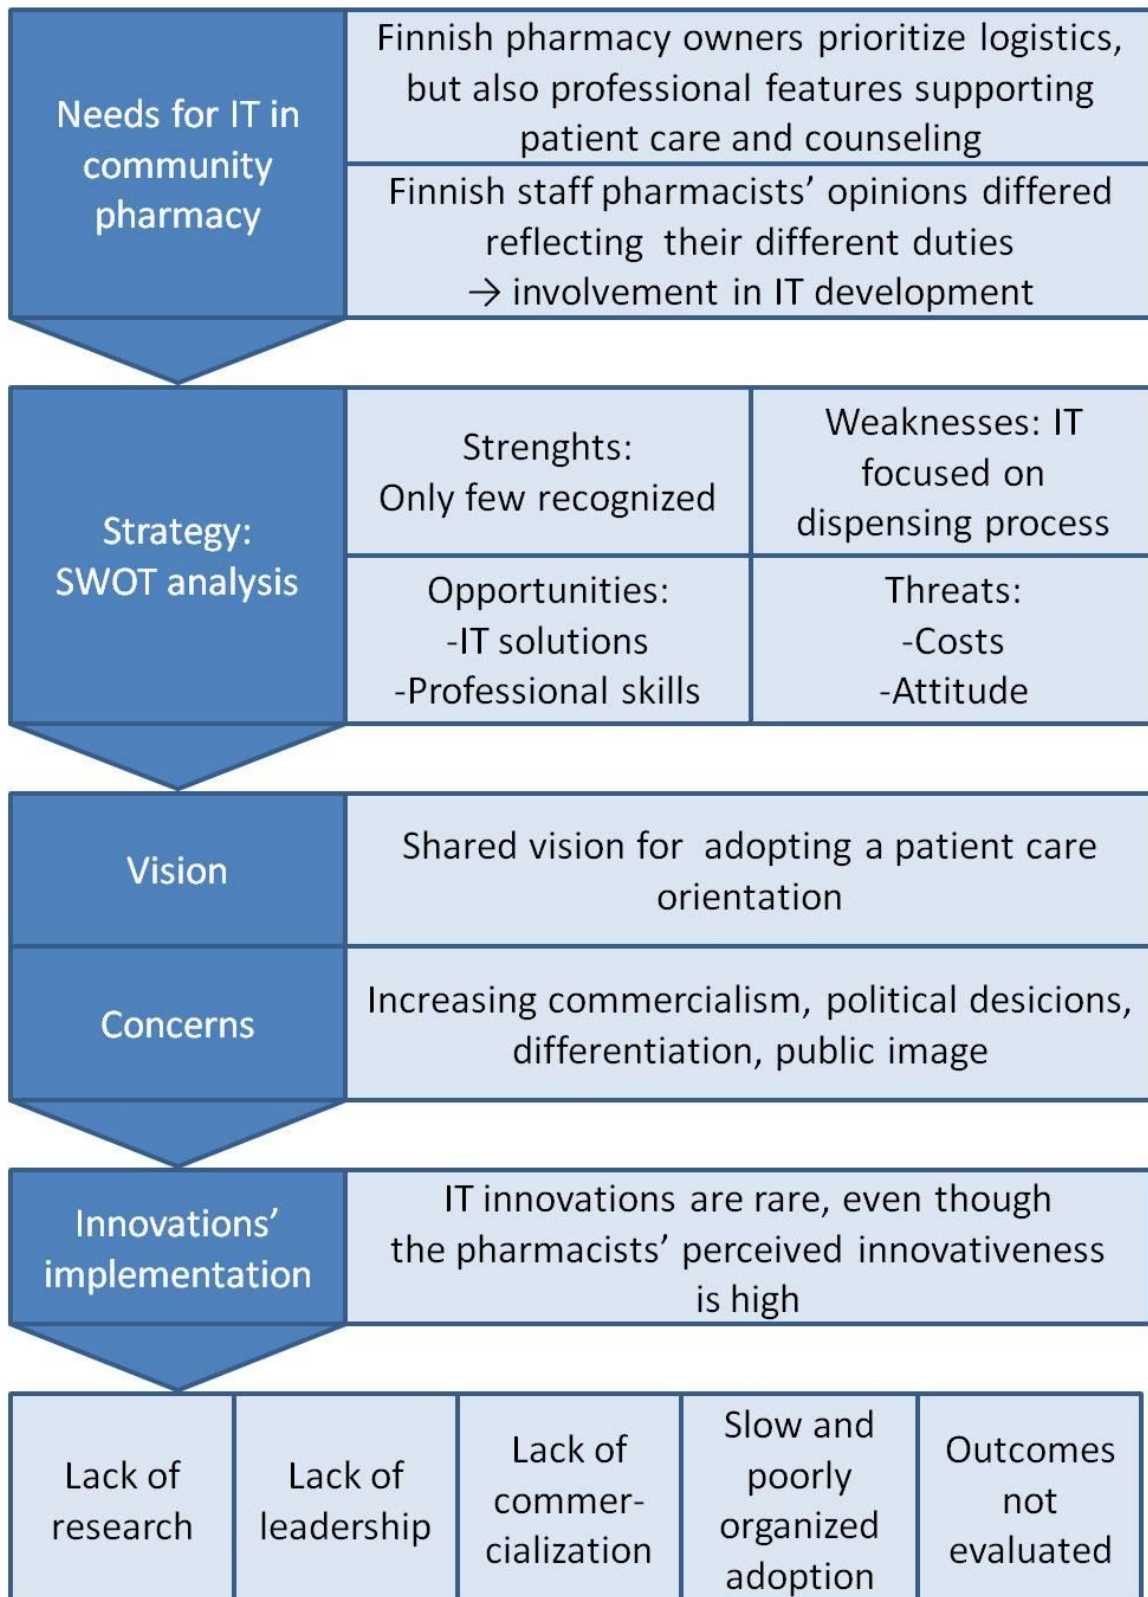 Needs for IT in
community
pharmacy
Finnish pharmacy owners prioritize logistics,
but also professional features supporting
patient care and counseling
Finnish staff pharmacists’ opinions differed
reflecting their different duties
→ involvement in IT development
Strategy:
SWOT analysis
Strenghts:
Only few recognized
Weaknesses: IT
focused on
dispensing process
Opportunities:
-IT solutions
-Professional skills
Threats:
-Costs
-Attitude
Vision
Shared vision for adopting a patient care
orientation
Concerns
Increasing commercialism, political desicions,
differentiation, public image
Innovations’
implementation
IT innovations are rare, even though
the pharmacists’ perceived innovativeness
is high
Lack of
research
Lack of
leadership
Lack of
commer-
cialization
Slow and
poorly
organized
adoption
Outcomes
not
evaluated